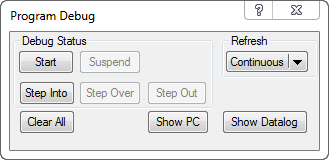 Program Debug
Debug Status
Refresh
Start
Suspend
Continuous
Step Into
Step Over
Step Out
Clear All
Show PC
Show Datalog